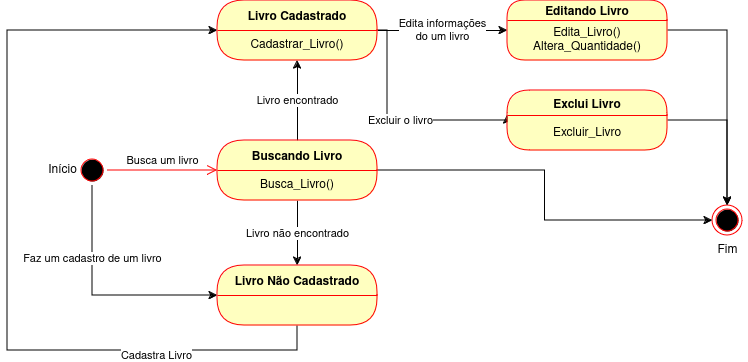 Livro Cadastrado
Cadastrar_Livro()
Edita informações
do um livro
Editando Livro
Edita_Livro()
Altera_Quantidade()
Livro encontrado
Excluir o livro
Exclui Livro
Excluir_Livro
Início
Busca um livro
Buscando Livro
Busca_Livro()
Livro não encontrado
Fim
Faz um cadastro de um livro
Livro Não Cadastrado
Cadastra Livro